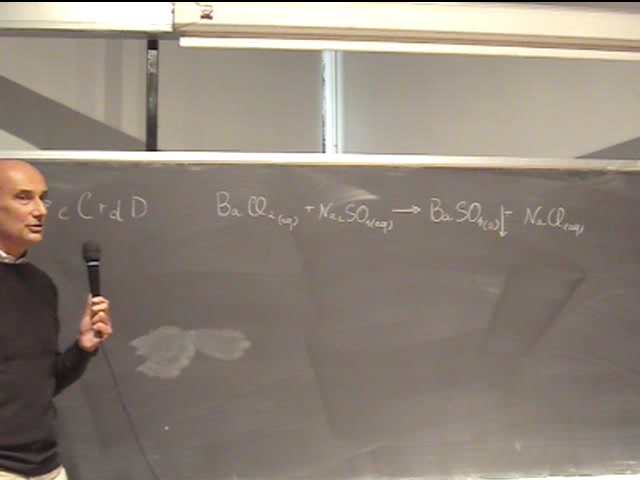 c C + d D BaCl₂(aq) + Na₂SO₄(aq) → BaSO₄(s)↓ + NaCl(aq)